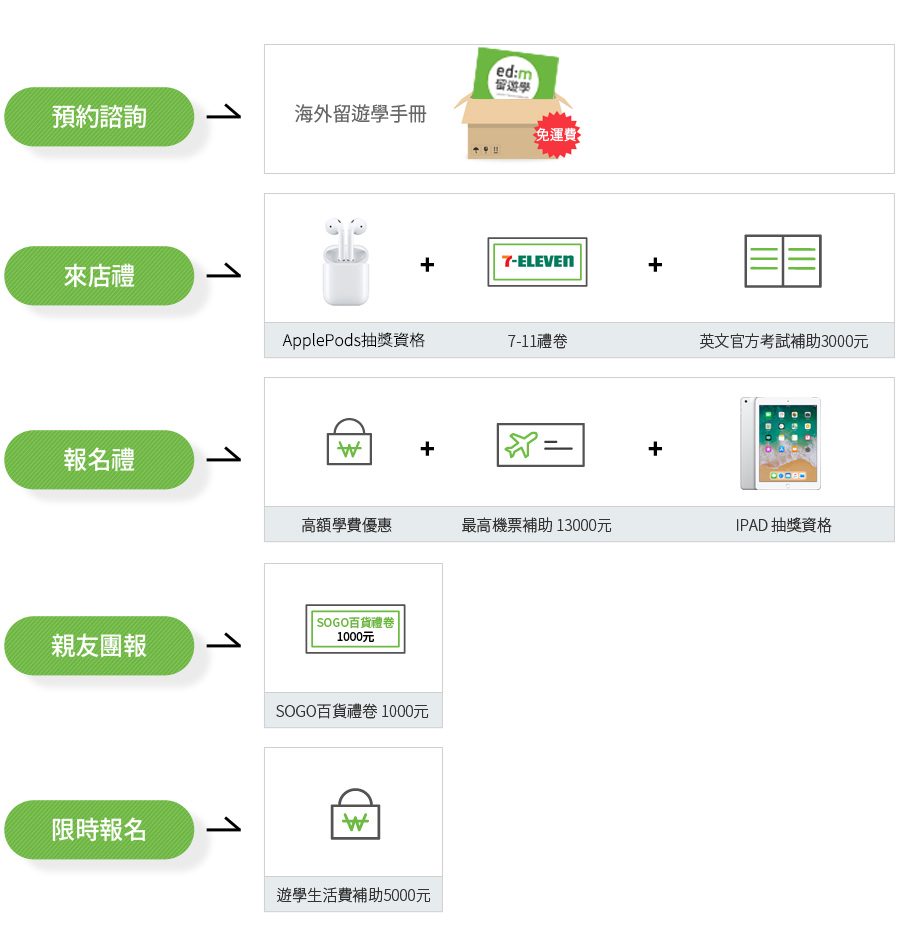 預約諮詢
海外留遊學手冊
ed:m
留遊學
免運費
來店禮
7-ELEVEN
ApplePods抽獎資格
7-11禮卷
英文官方考試補助3000元
報名禮
高額學費優惠
最高機票補助 13000元
IPAD 抽獎資格
親友團報
SOGO百貨禮卷
1000元
SOGO百貨禮卷 1000元
限時報名
遊學生活費補助5000元